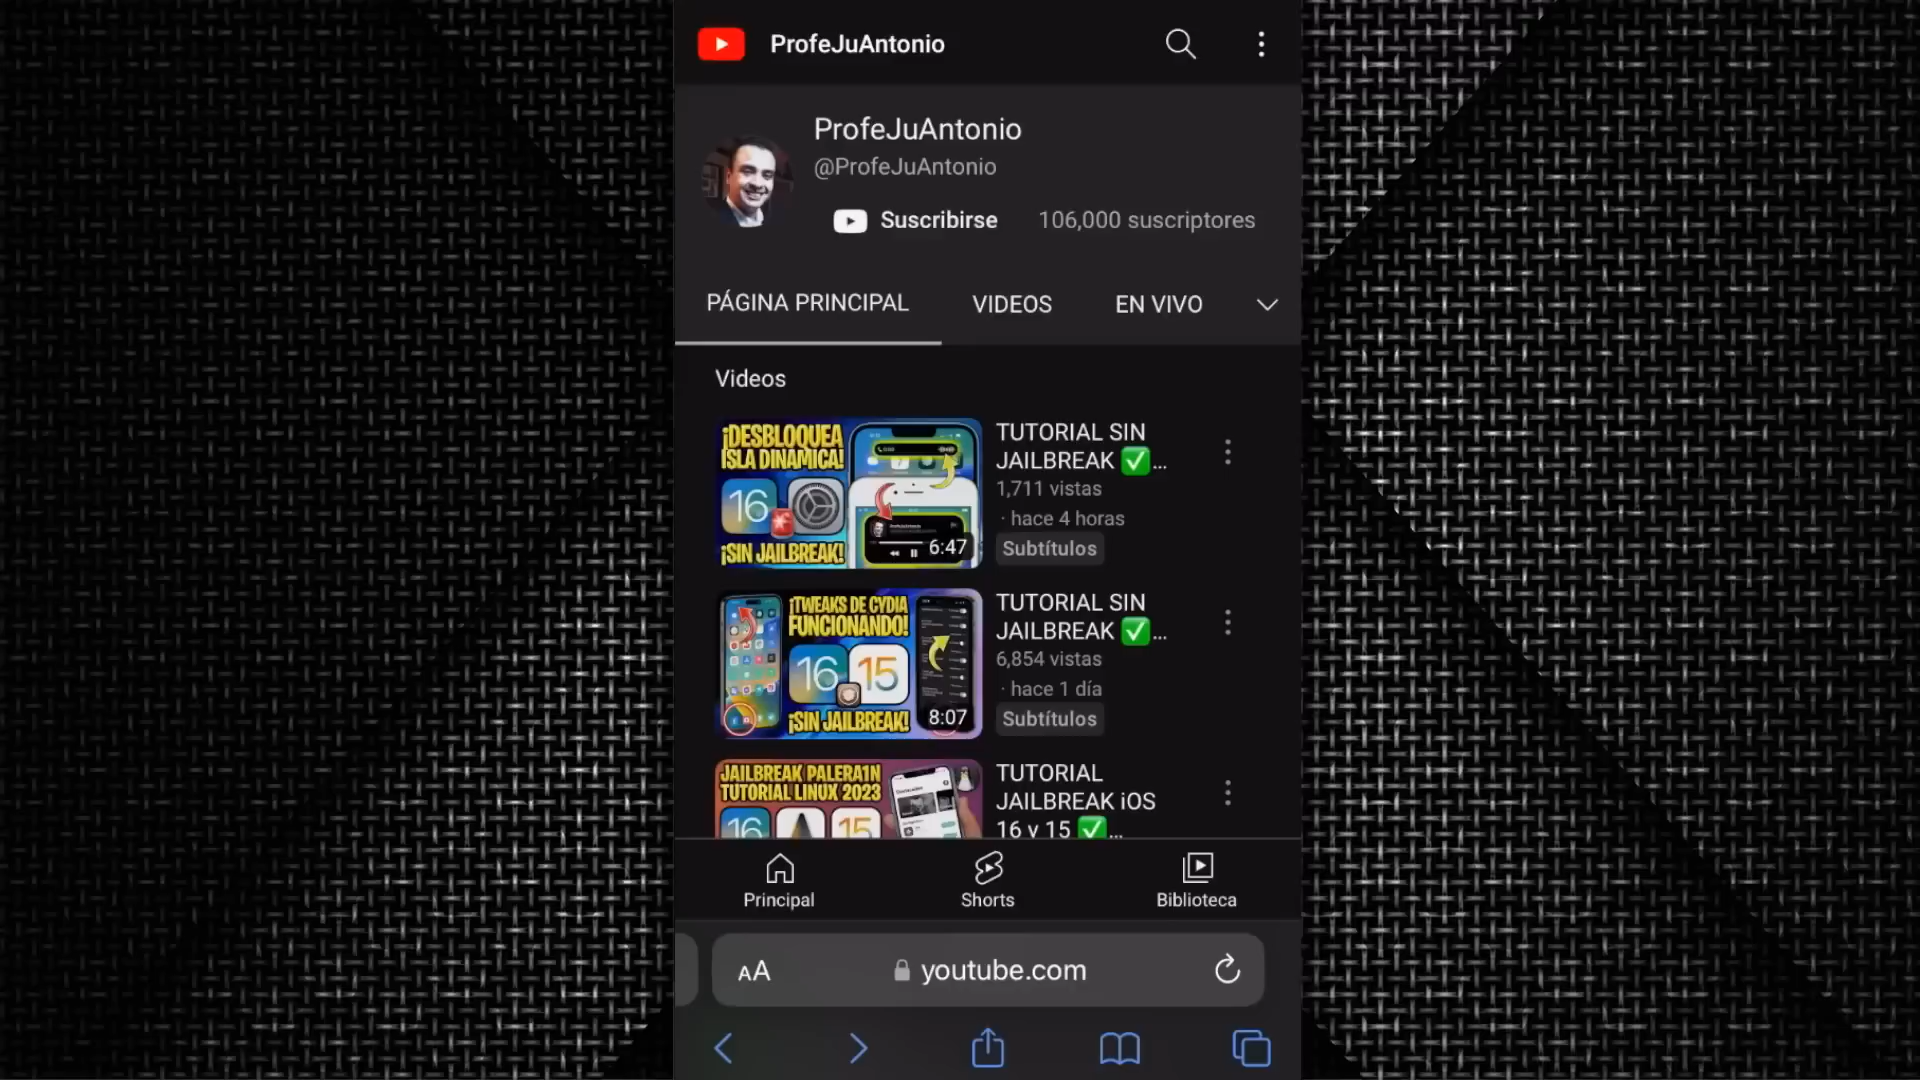 ProfeJuAntonio
ProfeJuAntonio
@ProfeJuAntonio
Suscribirse 106,000 suscriptores
PÁGINA PRINCIPAL VIDEOS EN VIVO
Videos
¡DESBLOQUEA
ISLA DINAMICA!
16
¡SIN JAILBREAK!
6:47
TUTORIAL SIN
JAILBREAK ✅...
1,711 vistas
· hace 4 horas
Subtítulos
¡TWEAKS DE CYDIA
FUNCIONANDO!
16 15
¡SIN JAILBREAK!
8:07
TUTORIAL SIN
JAILBREAK ✅...
6,854 vistas
· hace 1 día
Subtítulos
JAILBREAK PALERA1N
TUTORIAL LINUX 2023
16 15
TUTORIAL
JAILBREAK iOS
16 y 15 ✅...
Principal Shorts Biblioteca
AA youtube.com